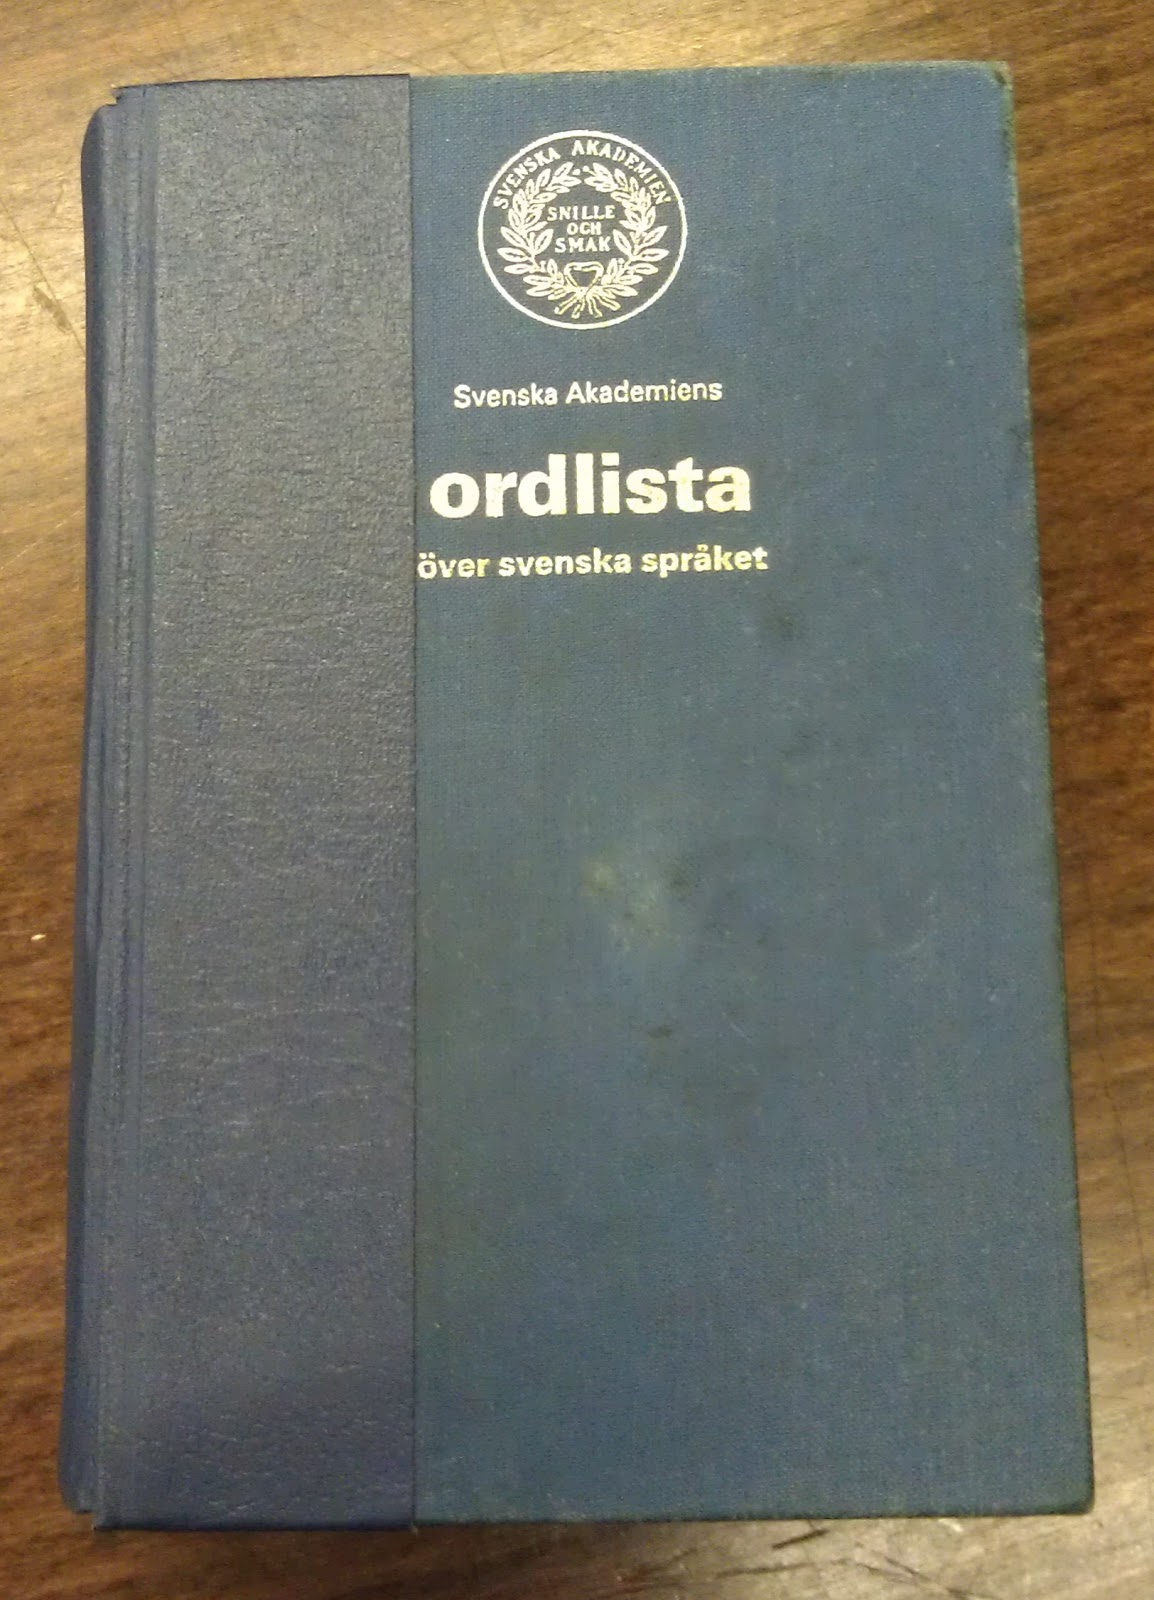 SVENSKA AKADEMIEN
SNILLE
OCH
SMAK
Svenska Akademiens
ordlista
över svenska språket